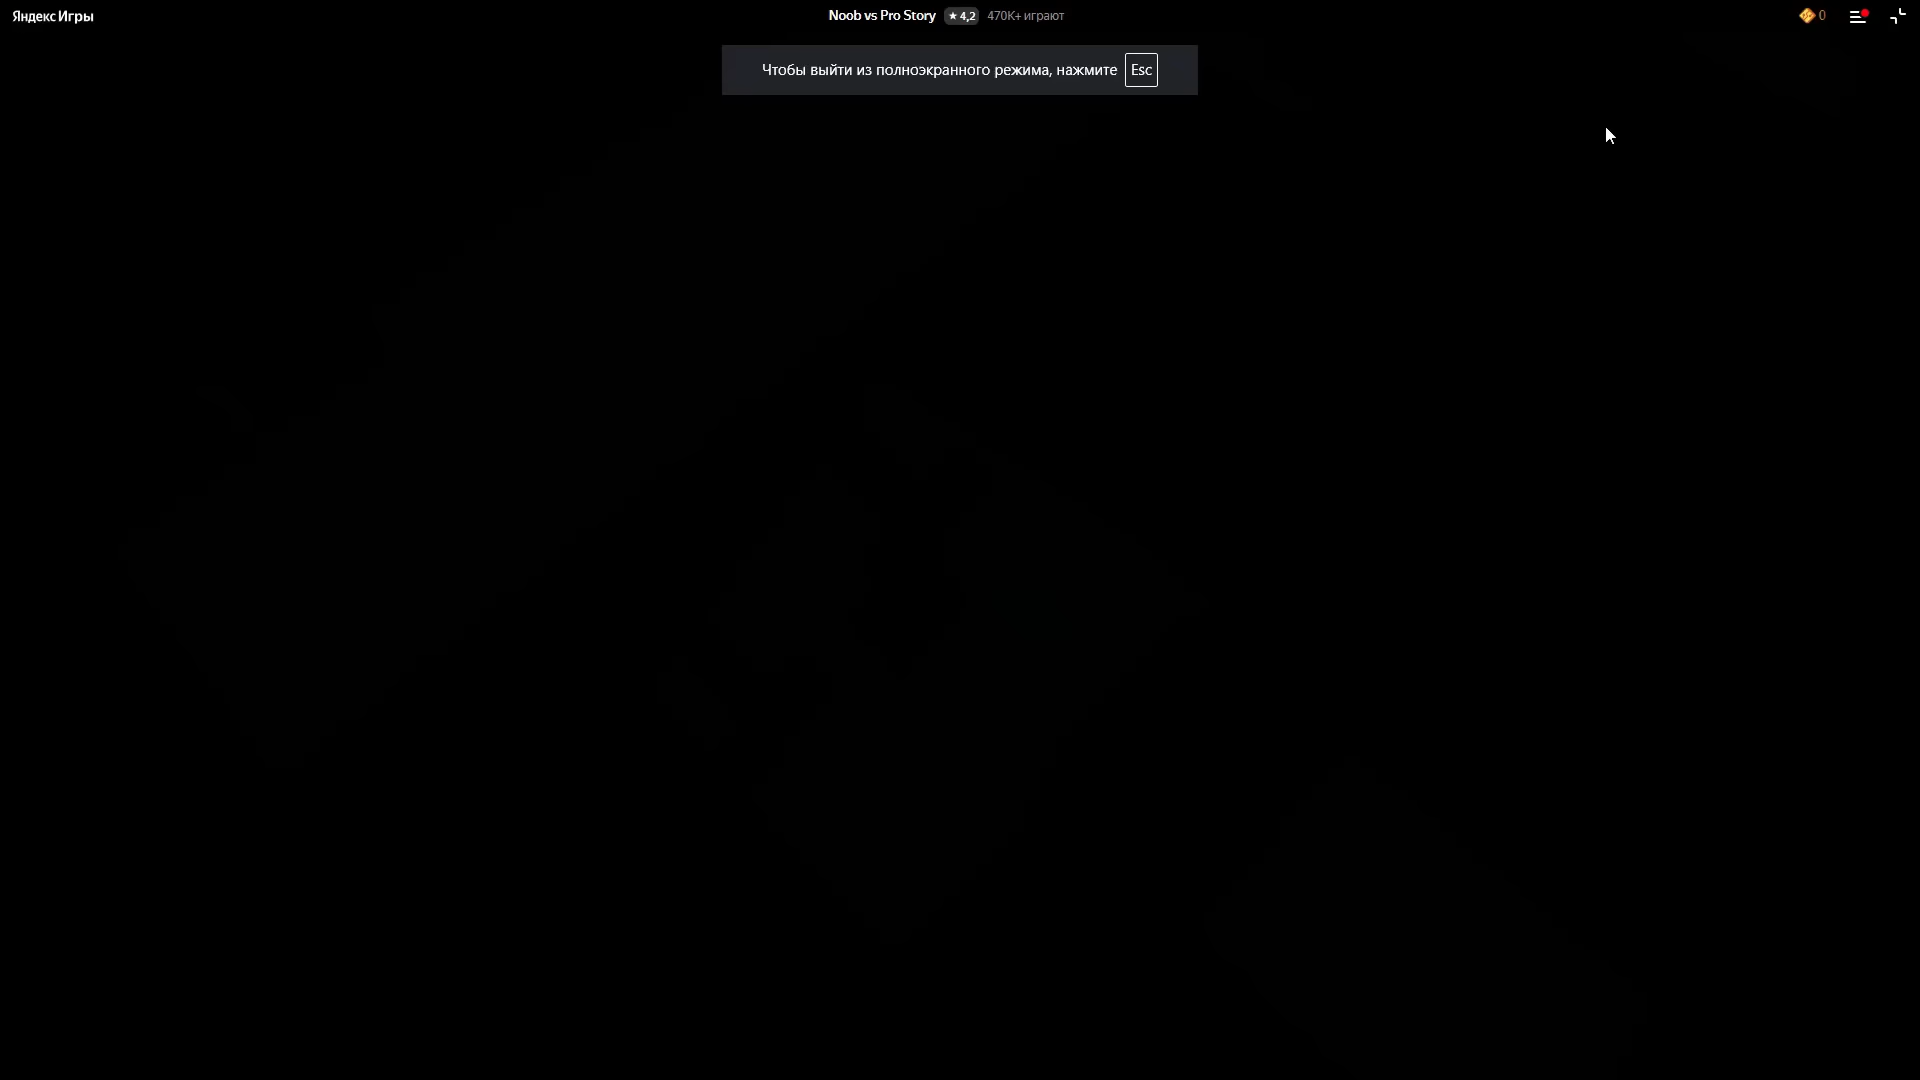 Яндекс Игры
Noob vs Pro Story ★ 4,2 470K+ играют
0
Чтобы выйти из полноэкранного режима, нажмите Esc